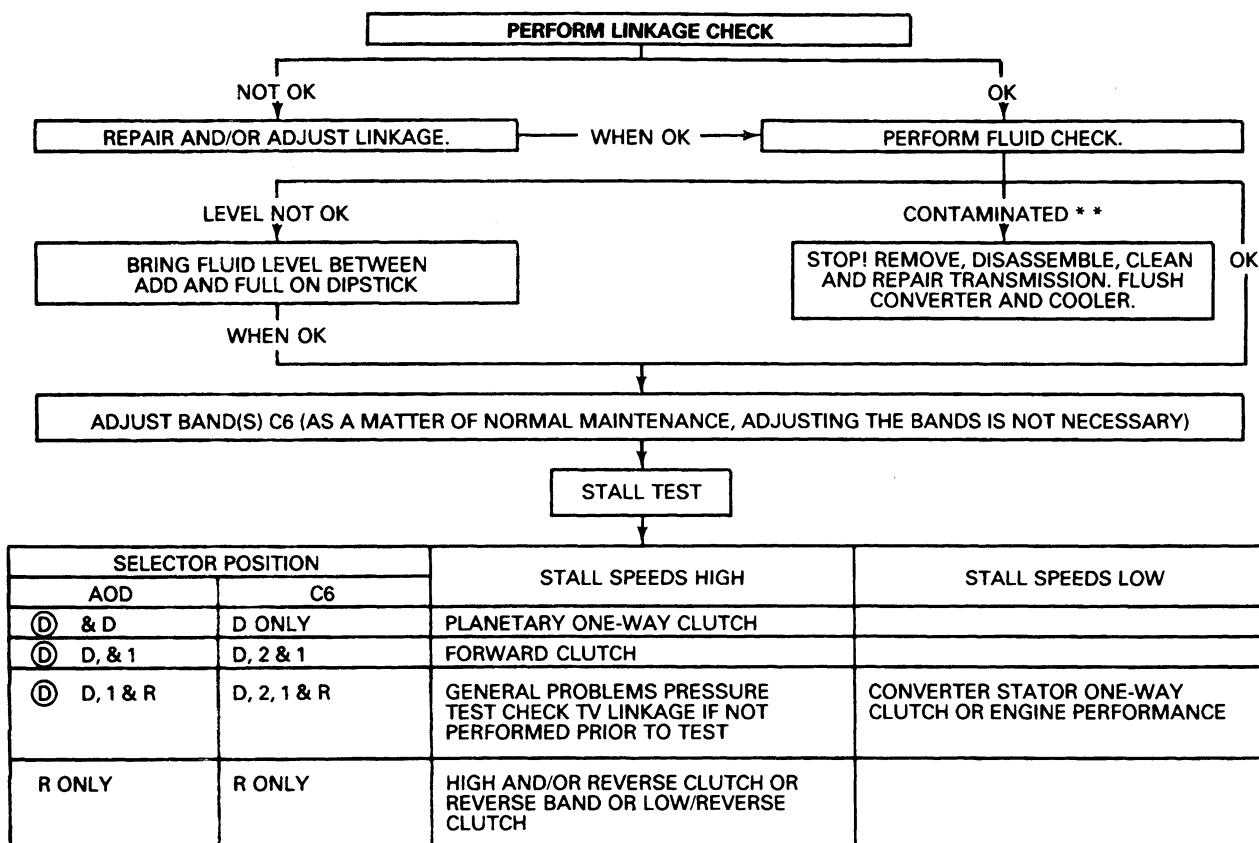 PERFORM LINKAGE CHECK
NOT OK
OK
REPAIR AND/OR ADJUST LINKAGE.
WHEN OK
PERFORM FLUID CHECK.
LEVEL NOT OK
CONTAMINATED * *
OK
BRING FLUID LEVEL BETWEEN
ADD AND FULL ON DIPSTICK
STOP! REMOVE, DISASSEMBLE, CLEAN
AND REPAIR TRANSMISSION. FLUSH
CONVERTER AND COOLER.
WHEN OK
ADJUST BAND(S) C6 (AS A MATTER OF NORMAL MAINTENANCE, ADJUSTING THE BANDS IS NOT NECESSARY)
STALL TEST
SELECTOR POSITION
STALL SPEEDS HIGH
STALL SPEEDS LOW
AOD
C6
Ⓓ & D
D ONLY
PLANETARY ONE-WAY CLUTCH
Ⓓ D, & 1
D, 2 & 1
FORWARD CLUTCH
Ⓓ D, 1 & R
D, 2, 1 & R
GENERAL PROBLEMS PRESSURE
TEST CHECK TV LINKAGE IF NOT
PERFORMED PRIOR TO TEST
CONVERTER STATOR ONE-WAY
CLUTCH OR ENGINE PERFORMANCE
R ONLY
R ONLY
HIGH AND/OR REVERSE CLUTCH OR
REVERSE BAND OR LOW/REVERSE
CLUTCH